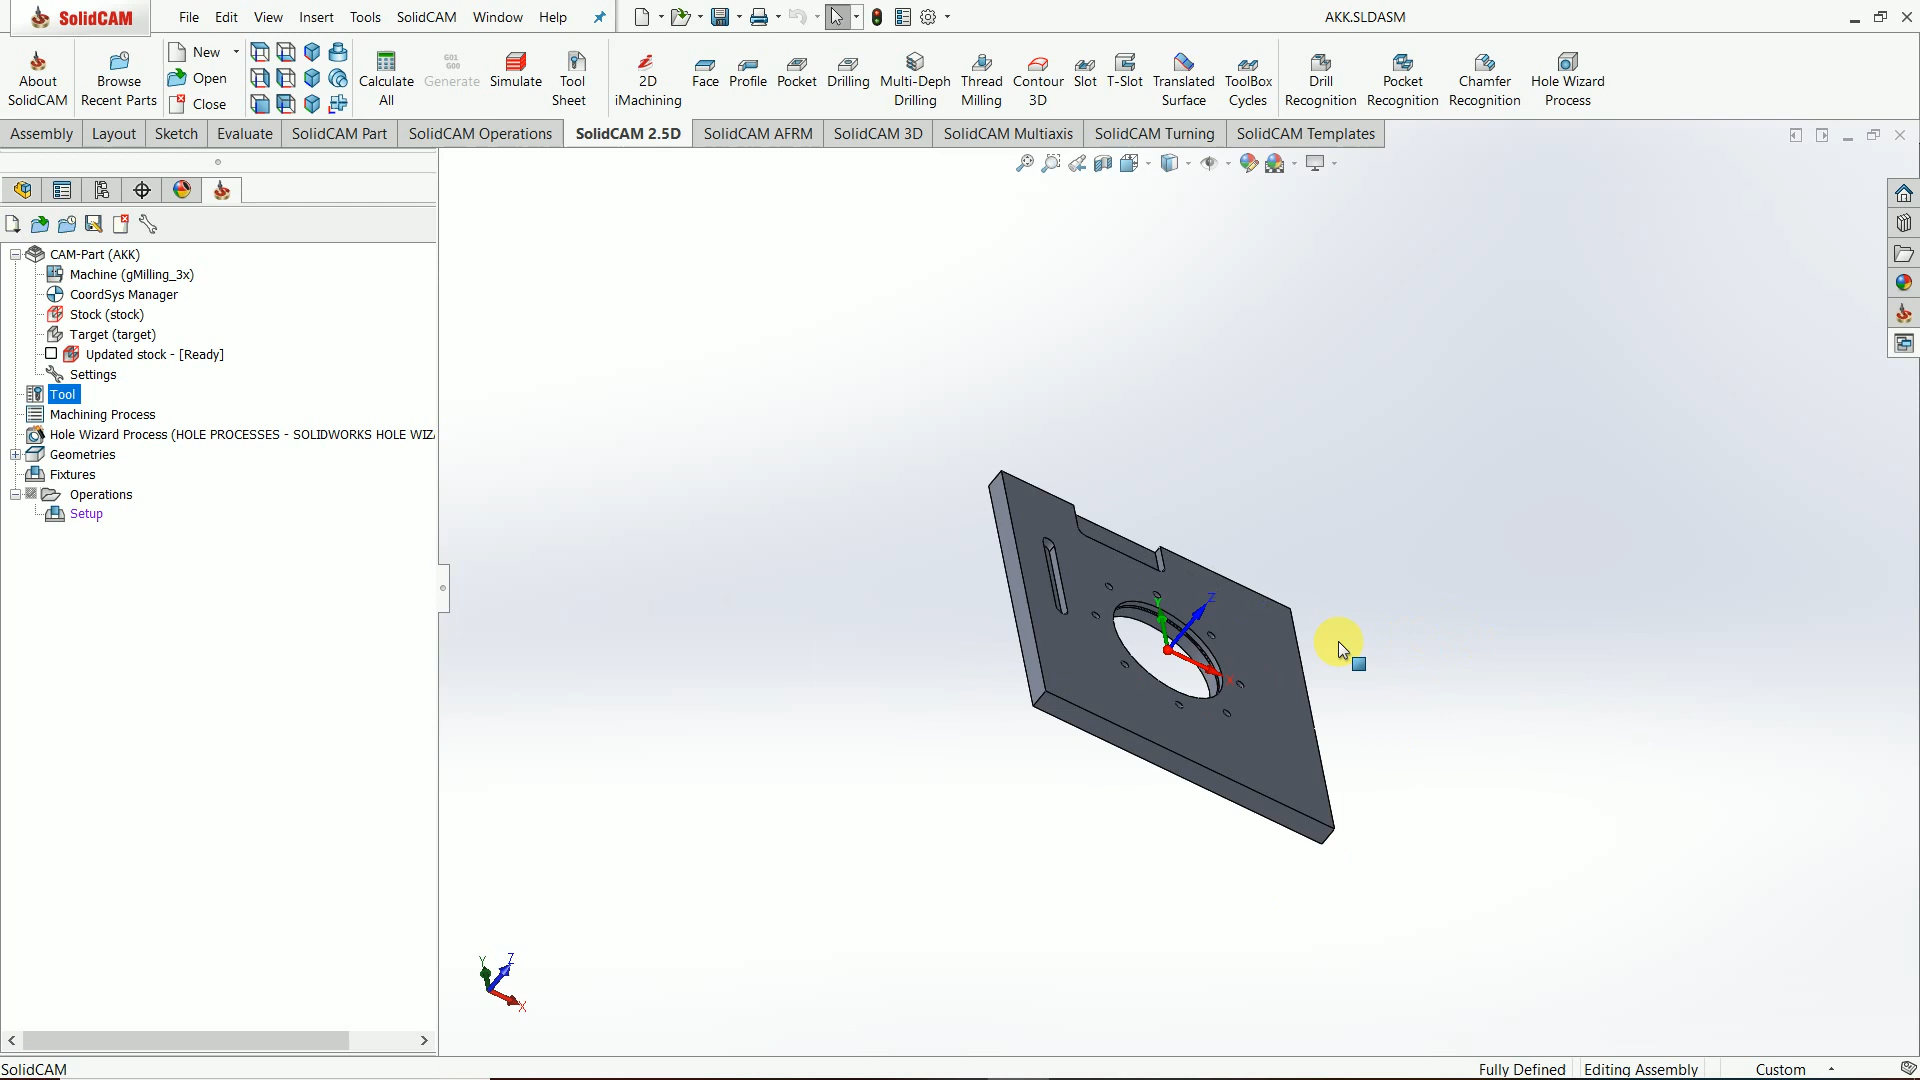 SolidCAM File Edit View Insert Tools SolidCAM Window Help AKK.SLDASM
About SolidCAM
Browse Recent Parts
New
Open
Close
Calculate All
G01 G00
Generate
Simulate
Tool Sheet
2D iMachining
Face
Profile
Pocket
Drilling
Multi-Deph Drilling
Thread Milling
Contour 3D
Slot
T-Slot
Translated Surface
ToolBox Cycles
Drill Recognition
Pocket Recognition
Chamfer Recognition
Hole Wizard Process
Assembly Layout Sketch Evaluate SolidCAM Part SolidCAM Operations SolidCAM 2.5D SolidCAM AFRM SolidCAM 3D SolidCAM Multiaxis SolidCAM Turning SolidCAM Templates
CAM-Part (AKK)
Machine (gMilling_3x)
CoordSys Manager
Stock (stock)
Target (target)
Updated stock - [Ready]
Settings
Tool
Machining Process
Hole Wizard Process (HOLE PROCESSES - SOLIDWORKS HOLE WIZ
Geometries
Fixtures
Operations
Setup
Z
Y
X
Y Z
X
SolidCAM Fully Defined Editing Assembly Custom